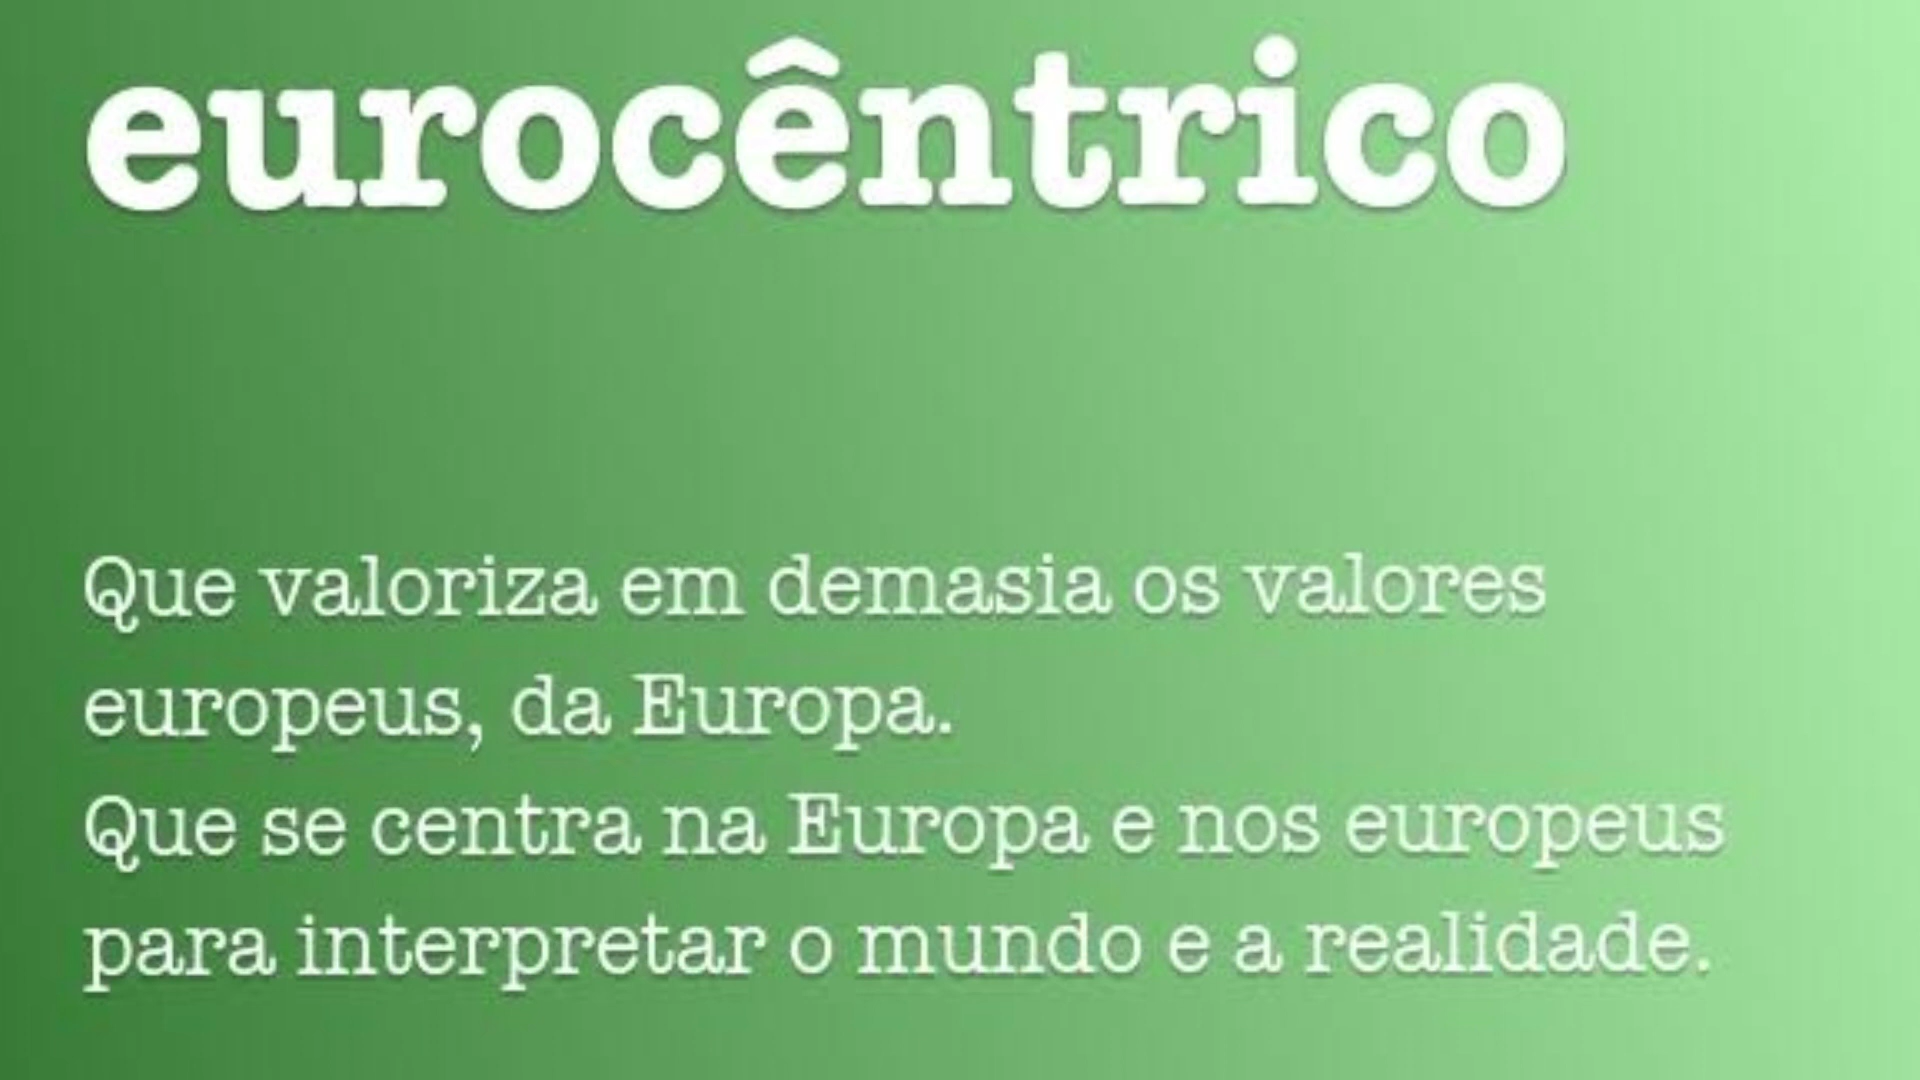 eurocêntrico
Que valoriza em demasia os valores
europeus, da Europa.
Que se centra na Europa e nos europeus
para interpretar o mundo e a realidade.